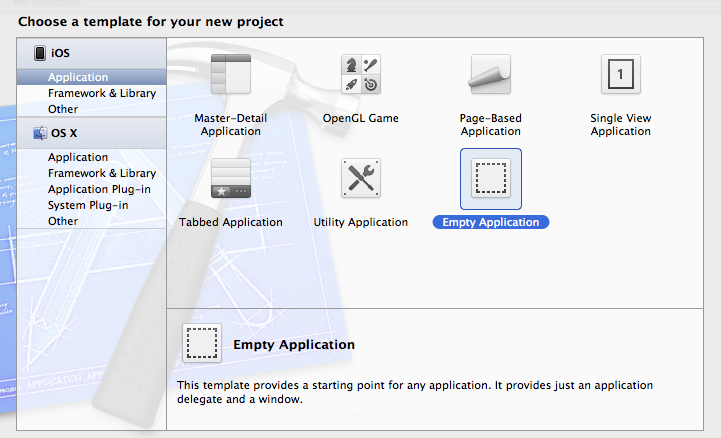 Choose a template for your new project
iOS
Application
Framework & Library
Other
OS X
Application
Framework & Library
Application Plug-in
System Plug-in
Other
Master-Detail
Application
OpenGL Game
Page-Based
Application
Single View
Application
1
Tabbed Application
Utility Application
Empty Application
Empty Application
This template provides a starting point for any application. It provides just an application
delegate and a window.